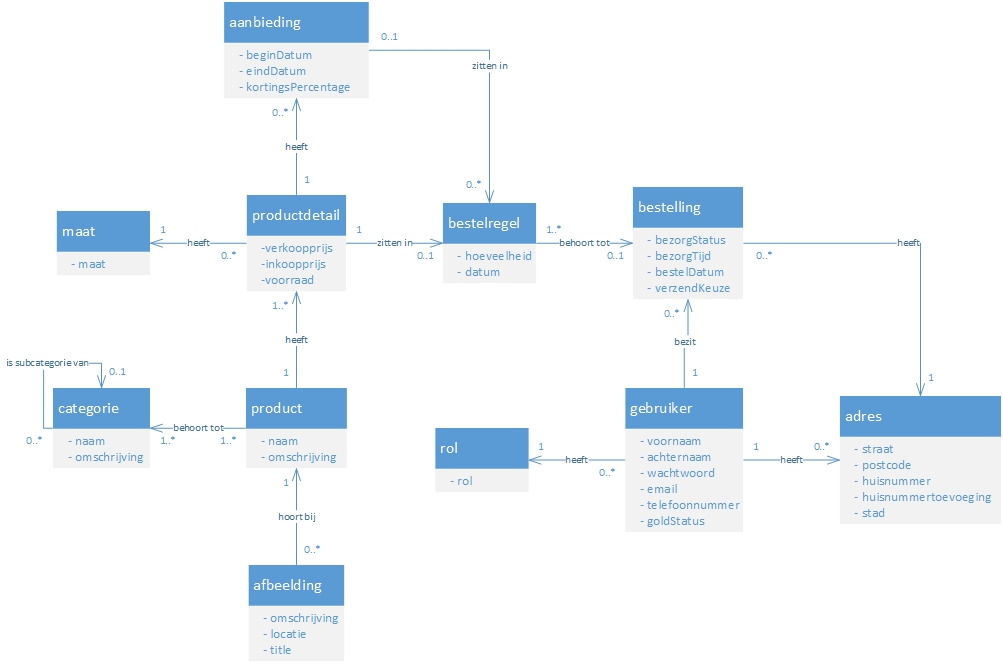 aanbieding
- beginDatum
- eindDatum
- kortingsPercentage
0..1
zitten in
0..*
0..*
heeft
1
maat
- maat
1
heeft
0..*
productdetail
-verkoopprijs
-inkoopprijs
-voorraad
1
zitten in
0..1
bestelregel
- hoeveelheid
- datum
1..*
behoort tot
0..1
bestelling
- bezorgStatus
- bezorgTijd
- bestelDatum
- verzendKeuze
0..*
heeft
1
1..*
heeft
1
0..*
bezit
1
is subcategorie van
0..1
0..*
categorie
- naam
- omschrijving
1..*
behoort tot
1..*
product
- naam
- omschrijving
rol
- rol
1
heeft
0..*
gebruiker
- voornaam
- achternaam
- wachtwoord
- email
- telefoonnummer
- goldStatus
1
heeft
0..*
adres
- straat
- postcode
- huisnummer
- huisnummertoevoeging
- stad
1
hoort bij
0..*
afbeelding
- omschrijving
- locatie
- title